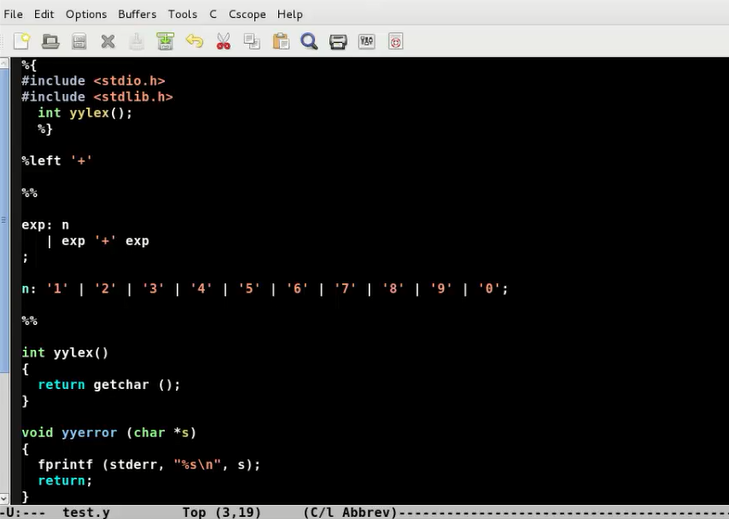 File Edit Options Buffers Tools C Cscope Help
%{
#include <stdio.h>
#include <stdlib.h>
  int yylex();
  %}
%left '+'
%%
exp: n
   | exp '+' exp
;
n: '1' | '2' | '3' | '4' | '5' | '6' | '7' | '8' | '9' | '0';
%%
int yylex()
{
  return getchar ();
}
void yyerror (char *s)
{
  fprintf (stderr, "%s\n", s);
  return;
}
-U:--- test.y Top (3,19) (C/l Abbrev)---------------------------------------